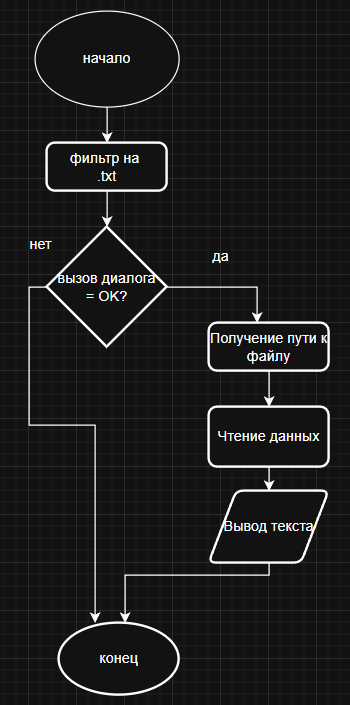 начало
фильтр на
.txt
нет
да
вызов диалога
= OK?
Получение пути к
файлу
Чтение данных
Вывод текста
конец